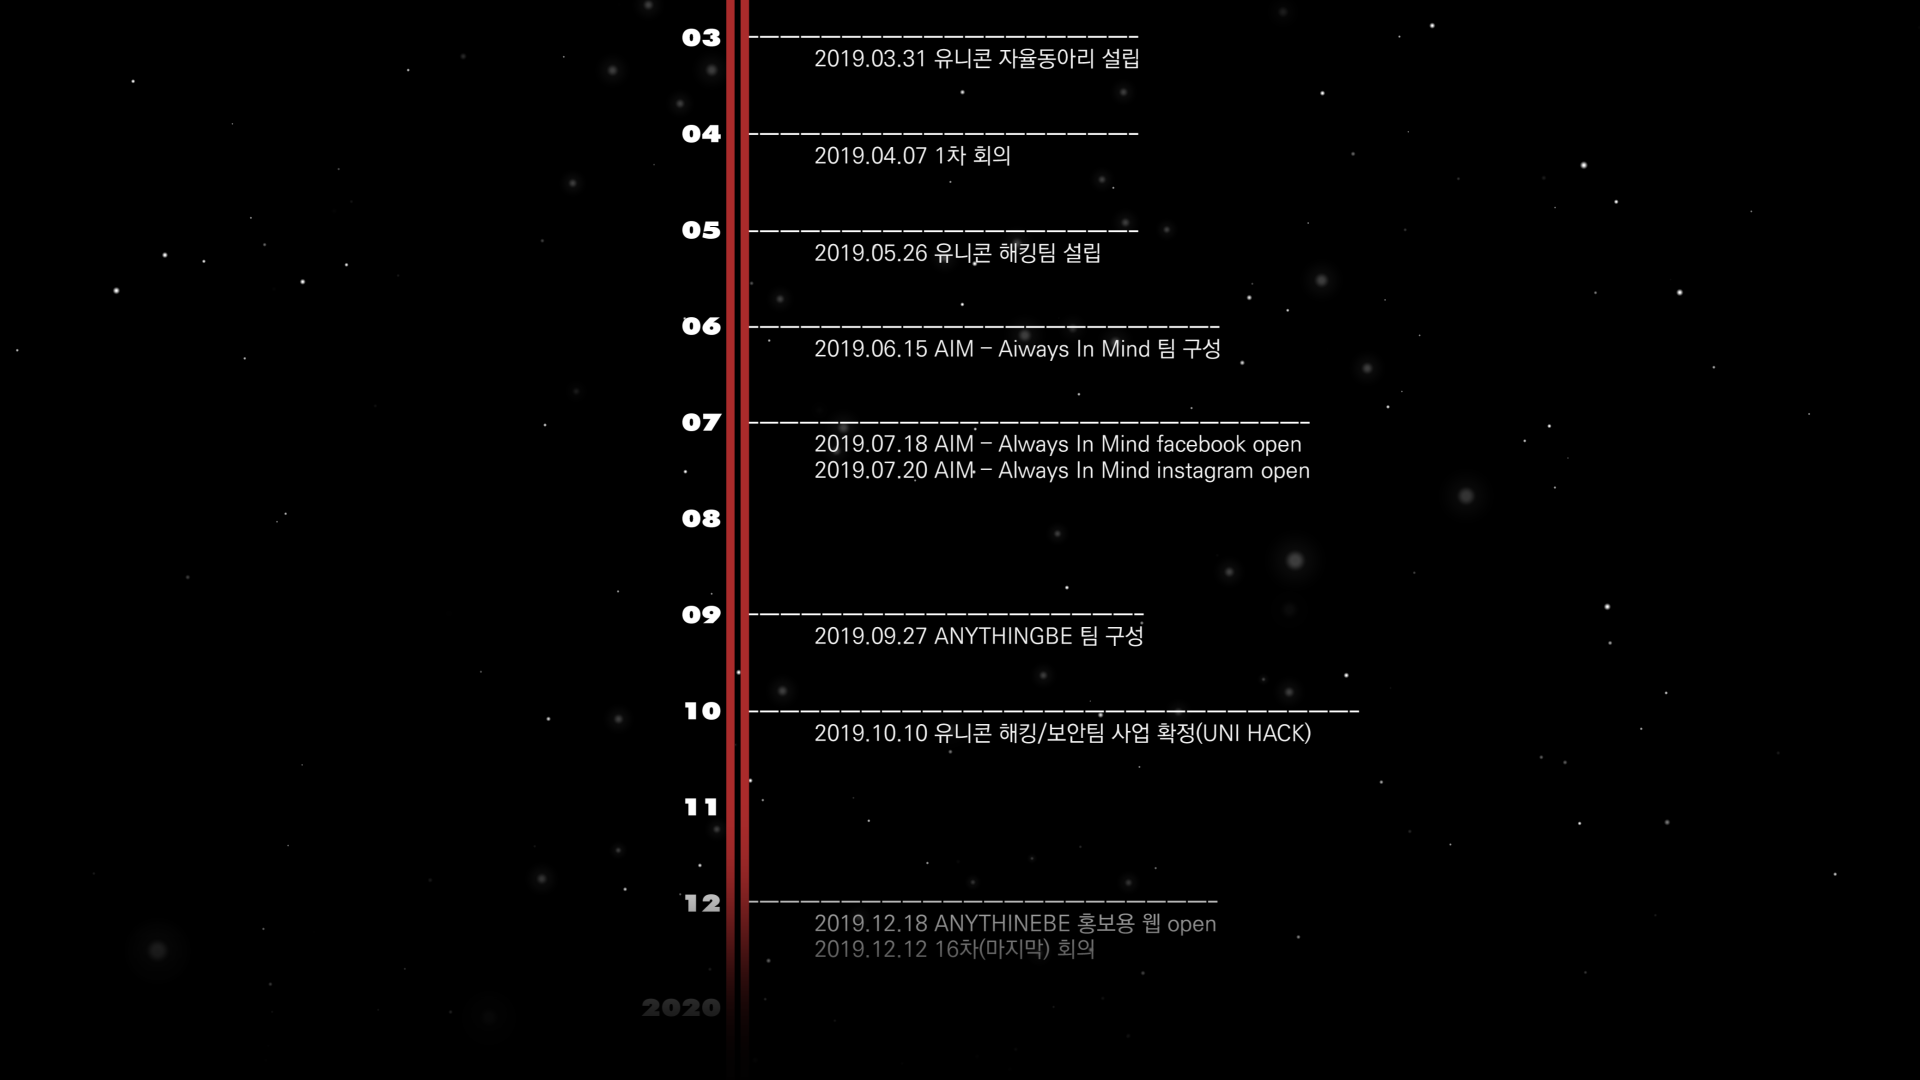 03
2019.03.31 유니콘 자율동아리 설립
04
2019.04.07 1차 회의
05
2019.05.26 유니콘 해킹팀 설립
06
2019.06.15 AIM - Aiways In Mind 팀 구성
07
2019.07.18 AIM - Always In Mind facebook open
2019.07.20 AIM - Always In Mind instagram open
08
09
2019.09.27 ANYTHINGBE 팀 구성
10
2019.10.10 유니콘 해킹/보안팀 사업 확정(UNI HACK)
11
12
2019.12.18 ANYTHINEBE 홍보용 웹 open
2019.12.12 16차(마지막) 회의
2020